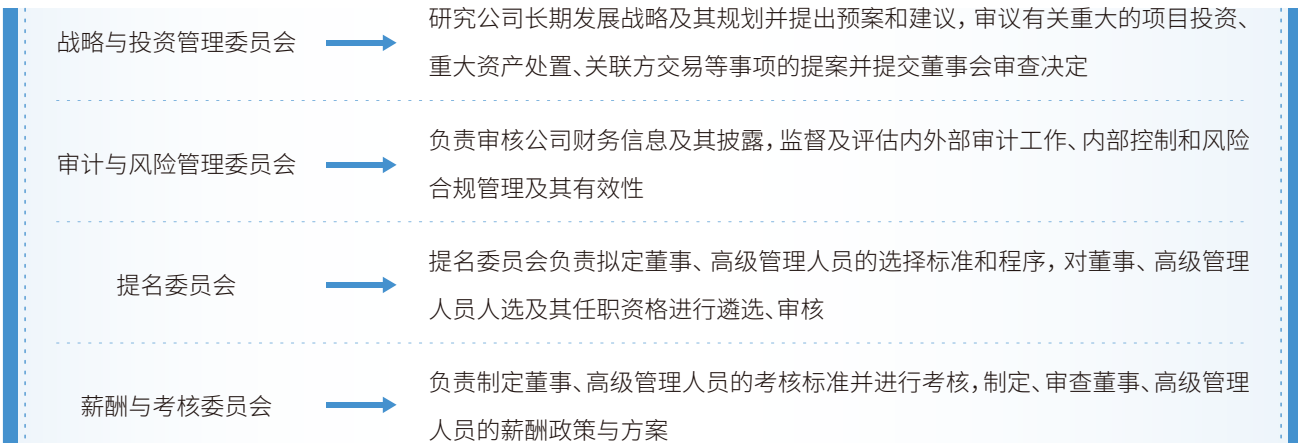 战略与投资管理委员会
研究公司长期发展战略及其规划并提出预案和建议，审议有关重大的项目投资、
重大资产处置、关联方交易等事项的提案并提交董事会审查决定
审计与风险管理委员会
负责审核公司财务信息及其披露，监督及评估内外部审计工作、内部控制和风险
合规管理及其有效性
提名委员会
提名委员会负责拟定董事、高级管理人员的选择标准和程序，对董事、高级管理
人员人选及其任职资格进行遴选、审核
薪酬与考核委员会
负责制定董事、高级管理人员的考核标准并进行考核，制定、审查董事、高级管理
人员的薪酬政策与方案